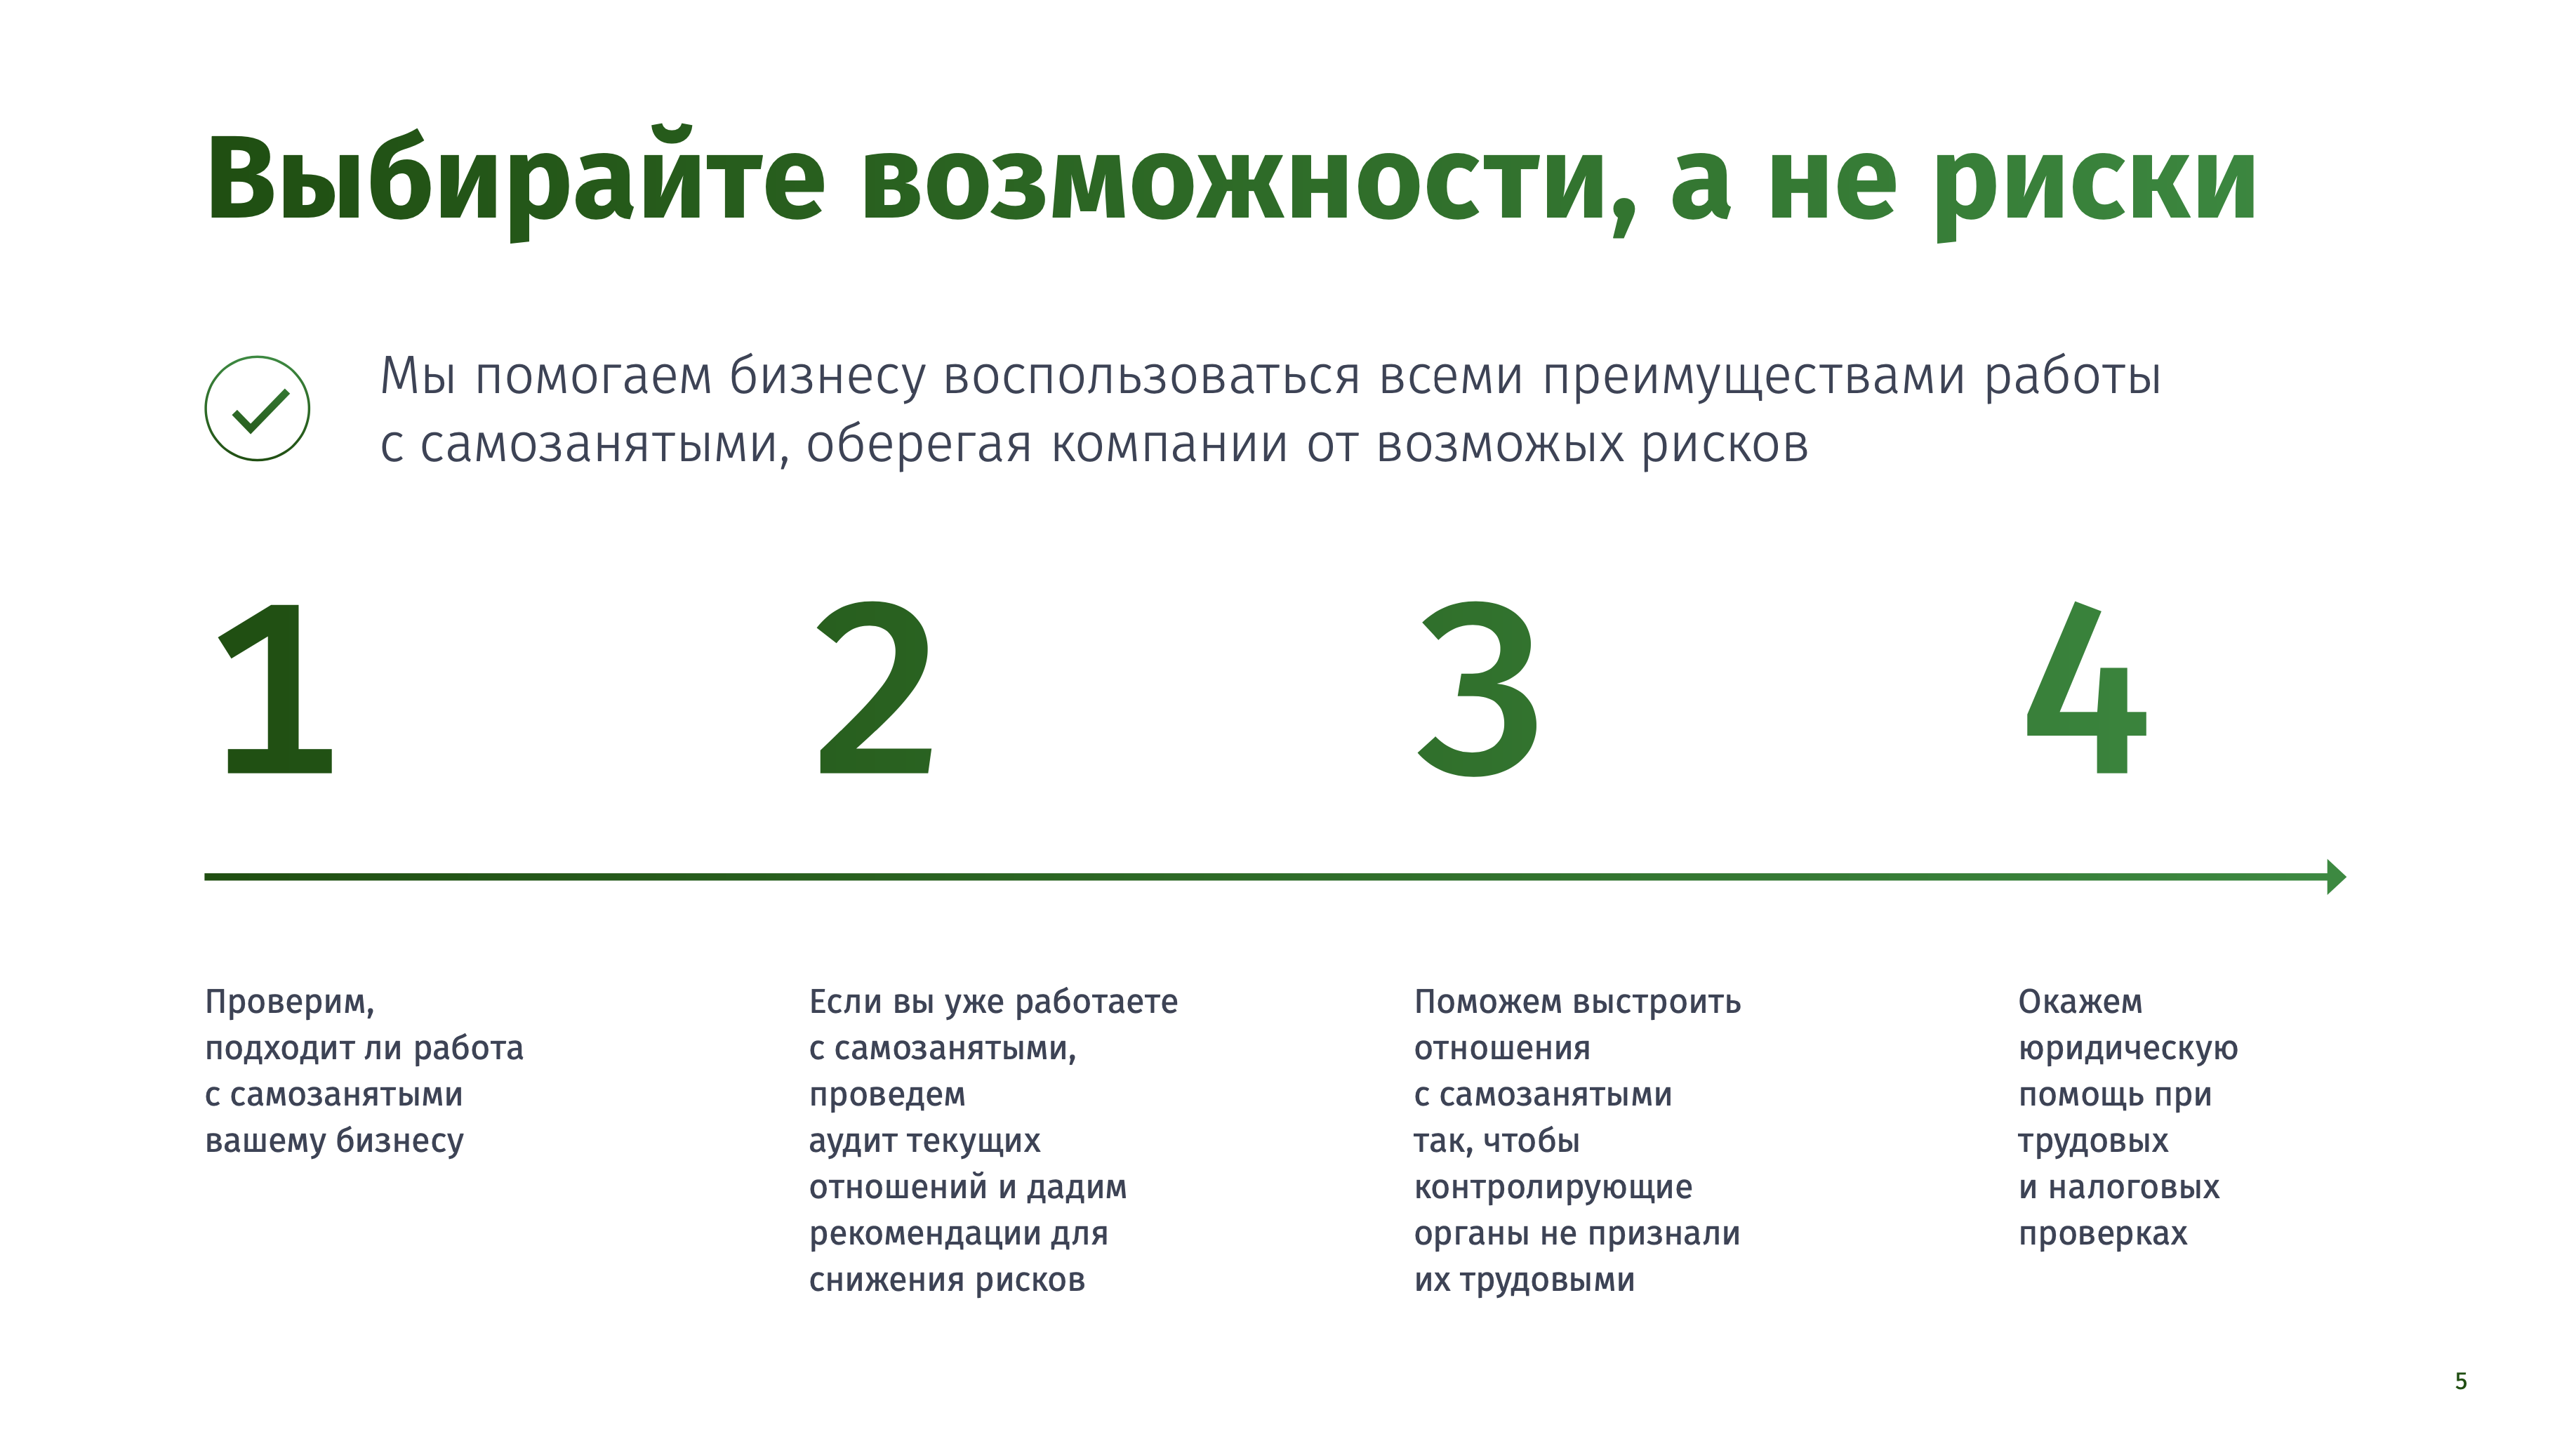 Выбирайте возможности, а не риски
Мы помогаем бизнесу воспользоваться всеми преимуществами работы
с самозанятыми, оберегая компании от возможых рисков
1
2
3
4
Проверим,
подходит ли работа
с самозанятыми
вашему бизнесу
Если вы уже работаете
с самозанятыми,
проведем
аудит текущих
отношений и дадим
рекомендации для
снижения рисков
Поможем выстроить
отношения
с самозанятыми
так, чтобы
контролирующие
органы не признали
их трудовыми
Окажем
юридическую
помощь при
трудовых
и налоговых
проверках
5